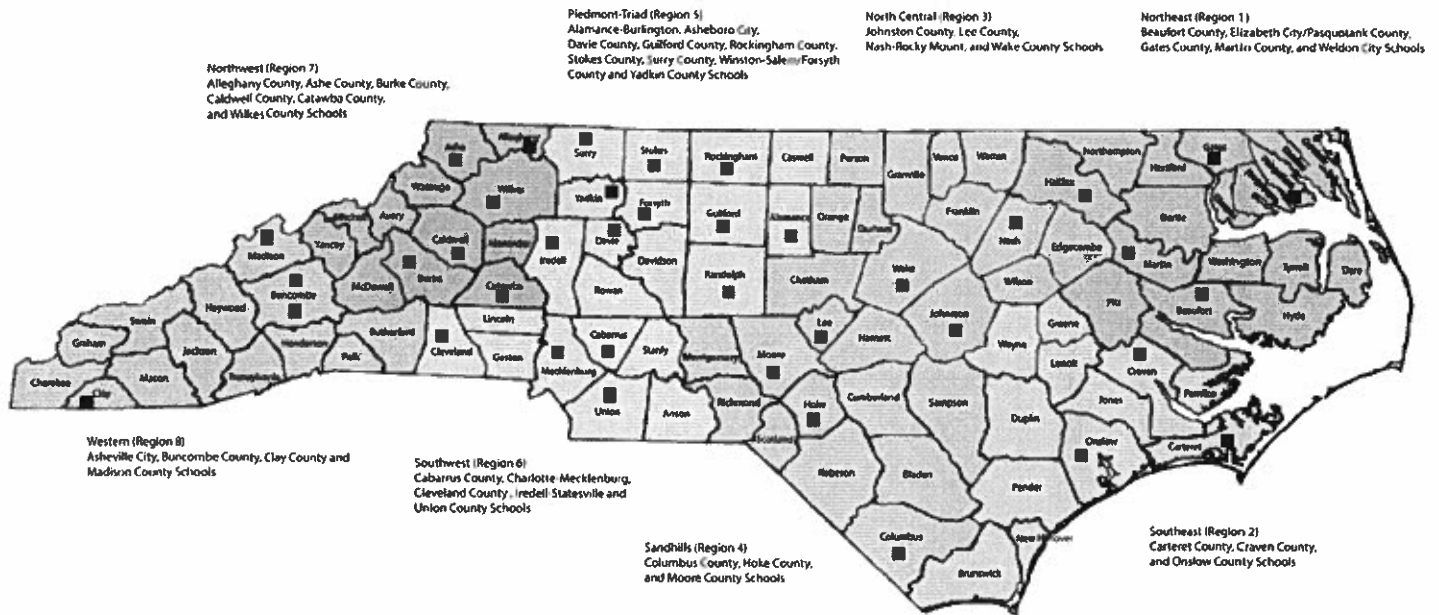 Piedmont-Triad (Region 5)
Alamance-Burlington, Asheboro City,
Davie County, Guilford County, Rockingham County,
Stokes County, Surry County, Winston-Salem/Forsyth
County and Yadkin County Schools
North Central (Region 3)
Johnston County, Lee County,
Nash-Rocky Mount, and Wake County Schools
Northeast (Region 1)
Beaufort County, Elizabeth City/Pasquotank County,
Gates County, Martin County, and Weldon City Schools
Northwest (Region 7)
Alleghany County, Ashe County, Burke County,
Caldwell County, Catawba County,
and Wilkes County Schools
Ashe
Alleghany
Surry
Stokes
Rockingham
Caswell
Person
Granville
Vance
Warren
Northampton
Hertford
Gates
Halifax
Watauga
Wilkes
Yadkin
Forsyth
Guilford
Alamance
Orange
Durham
Franklin
Nash
Edgecombe
Bertie
Mitchell
Avery
Yancey
Caldwell
Alexander
Iredell
Davie
Davidson
Randolph
Chatham
Wake
Wilson
Martin
Washington
Tyrrell
Dare
Madison
Buncombe
McDowell
Burke
Catawba
Rowan
Pitt
Beaufort
Hyde
Swain
Haywood
Rutherford
Lincoln
Cabarrus
Stanly
Montgomery
Moore
Lee
Harnett
Johnston
Wayne
Greene
Lenoir
Craven
Pamlico
Graham
Jackson
Henderson
Polk
Cleveland
Gaston
Mecklenburg
Cherokee
Clay
Macon
Transylvania
Union
Anson
Richmond
Scotland
Hoke
Cumberland
Sampson
Duplin
Jones
Onslow
Carteret
Robeson
Bladen
Pender
Columbus
Brunswick
New Hanover
Western (Region 8)
Asheville City, Buncombe County, Clay County and
Madison County Schools
Southwest (Region 6)
Cabarrus County, Charlotte-Mecklenburg,
Cleveland County, Iredell-Statesville and
Union County Schools
Sandhills (Region 4)
Columbus County, Hoke County,
and Moore County Schools
Southeast (Region 2)
Carteret County, Craven County,
and Onslow County Schools